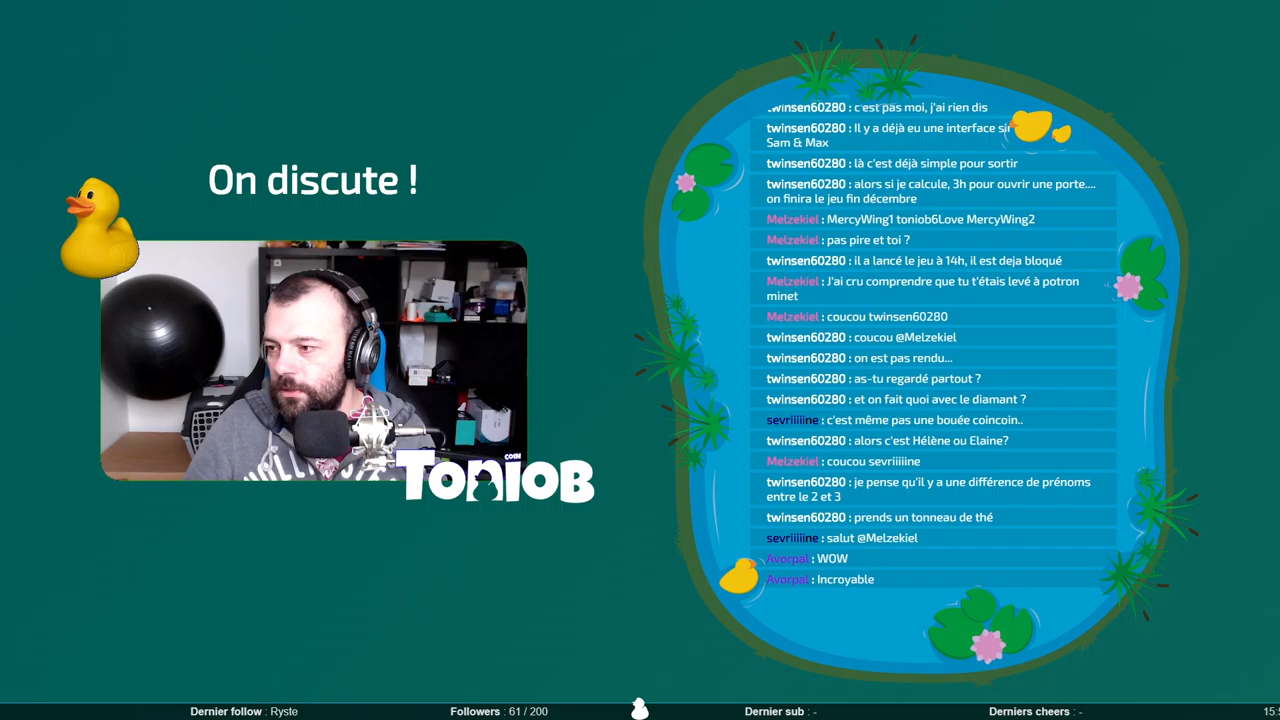 On discute !
COIN
TONIOB
twinsen60280 : c'est pas moi, j'ai rien dis
twinsen60280 : Il y a déjà eu une interface
Sam & Max
twinsen60280 : là c'est déjà simple pour sortir
twinsen60280 : alors si je calcule, 3h pour ouvrir une porte....
on finira le jeu fin décembre
Melzekiel : MercyWing1 toniob6Love MercyWing2
Melzekiel : pas pire et toi ?
twinsen60280 : il a lancé le jeu à 14h, il est deja bloqué
Melzekiel : J'ai cru comprendre que tu t'étais levé à potron
minet
Melzekiel : coucou twinsen60280
twinsen60280 : coucou @Melzekiel
twinsen60280 : on est pas rendu...
twinsen60280 : as-tu regardé partout ?
twinsen60280 : et on fait quoi avec le diamant ?
sevriiiiine : c'est même pas une bouée coincoin..
twinsen60280 : alors c'est Hélène ou Elaine?
Melzekiel : coucou sevriiiiine
twinsen60280 : je pense qu'il y a une différence de prénoms
entre le 2 et 3
twinsen60280 : prends un tonneau de thé
sevriiiiine : salut @Melzekiel
Avorpal : WOW
Avorpal : Incroyable
Dernier follow : Ryste
Followers : 61 / 200
Dernier sub : -
Derniers cheers : -